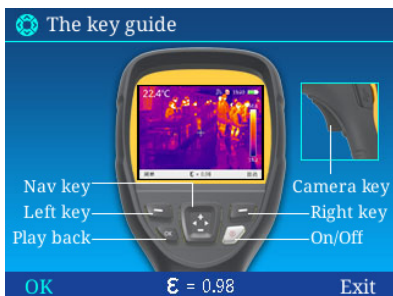 The key guide
22.4°C
Nav key
Camera key
Left key
Right key
Play back
OK
On/Off
OK
ε = 0.98
Exit